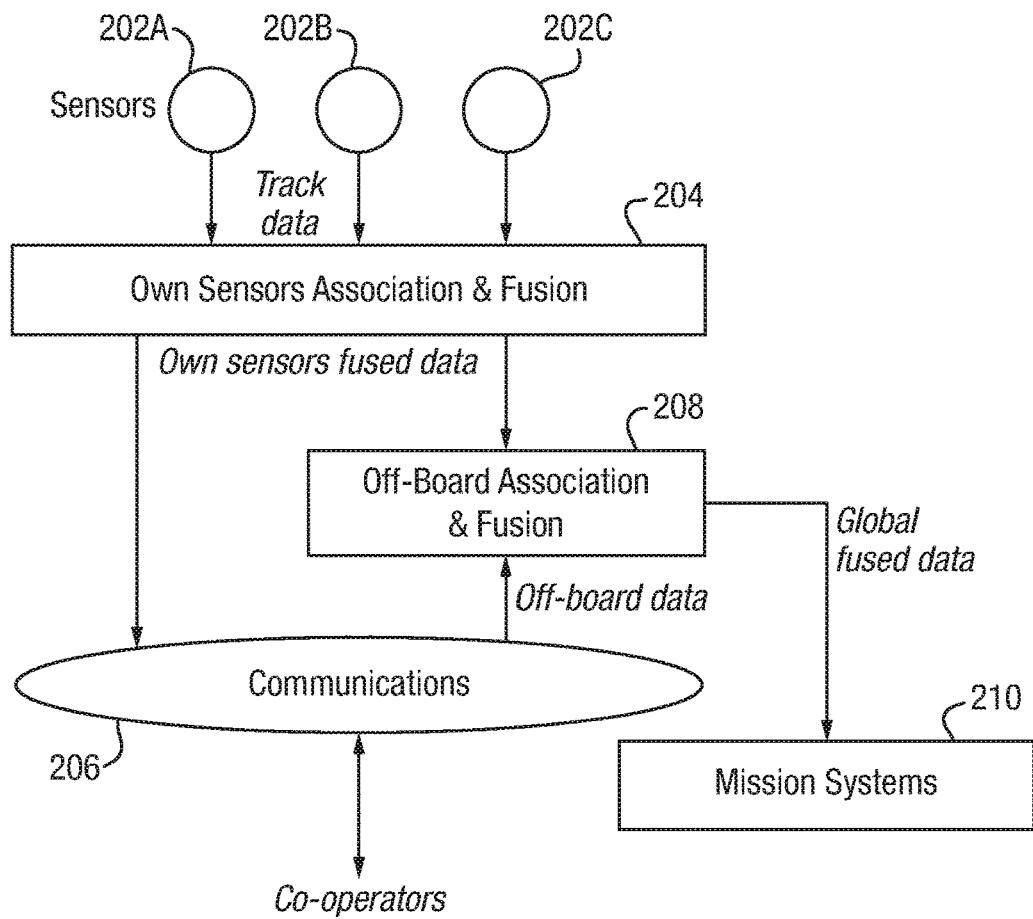 202A
202B
202C
Sensors
Track
data
204
Own Sensors Association & Fusion
Own sensors fused data
208
Off-Board Association
& Fusion
Global
fused data
Off-board data
Communications
206
210
Mission Systems
Co-operators